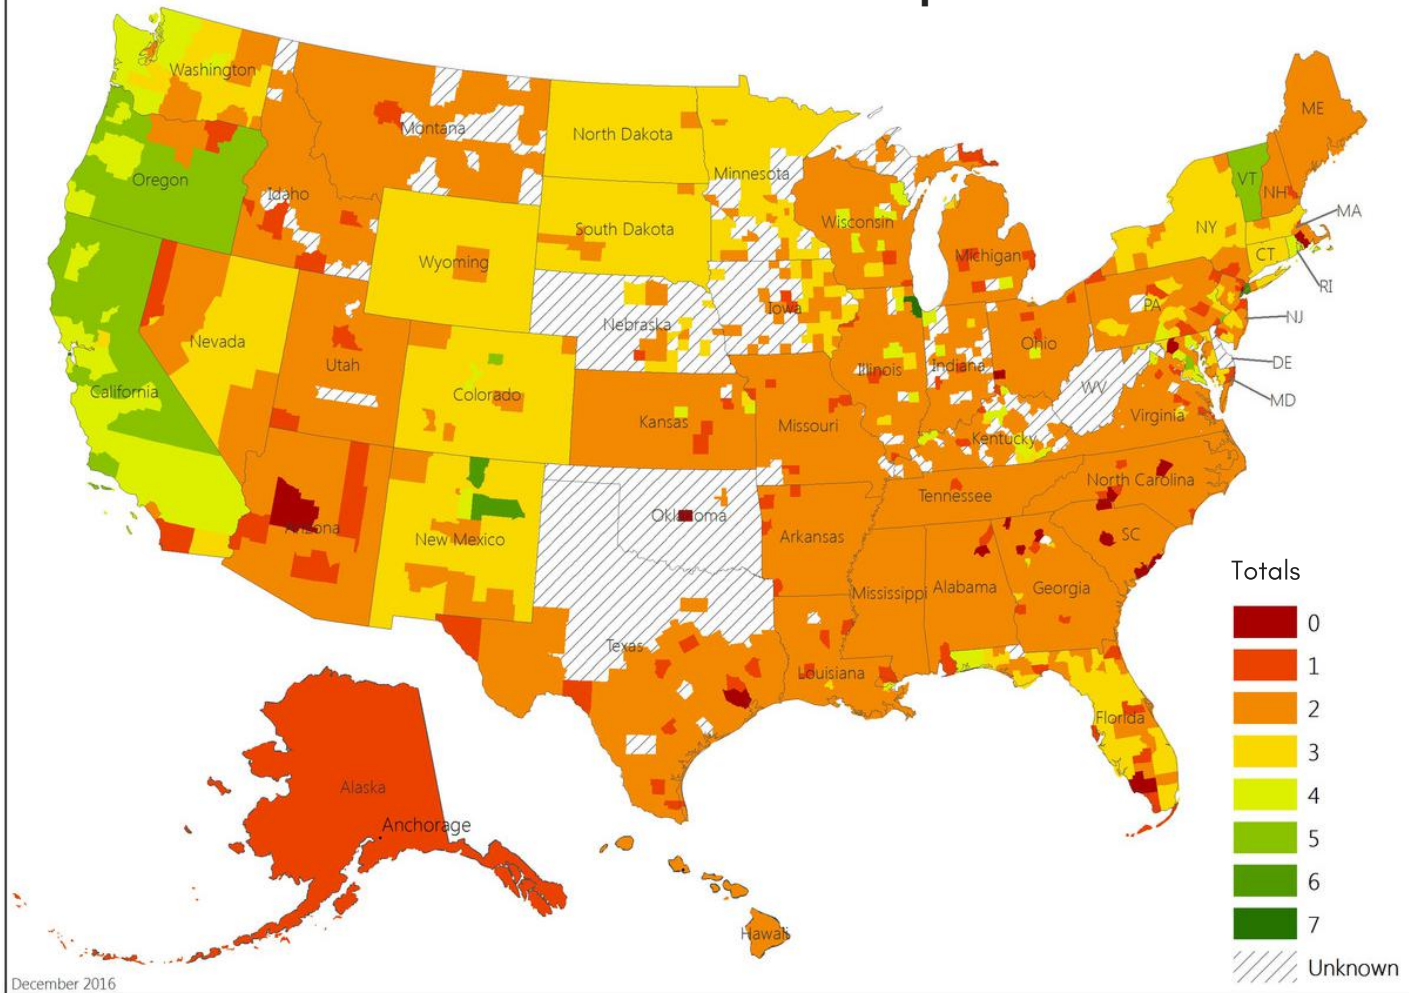 Washington
Montana
North Dakota
Minnesota
ME
Oregon
Idaho
VT
NH
MA
South Dakota
Wisconsin
NY
Michigan
CT
RI
Wyoming
Nebraska
Iowa
PA
NJ
Nevada
Utah
Colorado
Illinois
Indiana
Ohio
DE
California
WV
MD
Kansas
Missouri
Kentucky
Virginia
Arizona
New Mexico
Oklahoma
Arkansas
Tennessee
North Carolina
SC
Mississippi
Alabama
Georgia
Texas
Louisiana
Florida
Alaska
Anchorage
Hawaii
Totals
0
1
2
3
4
5
6
7
Unknown
December 2016